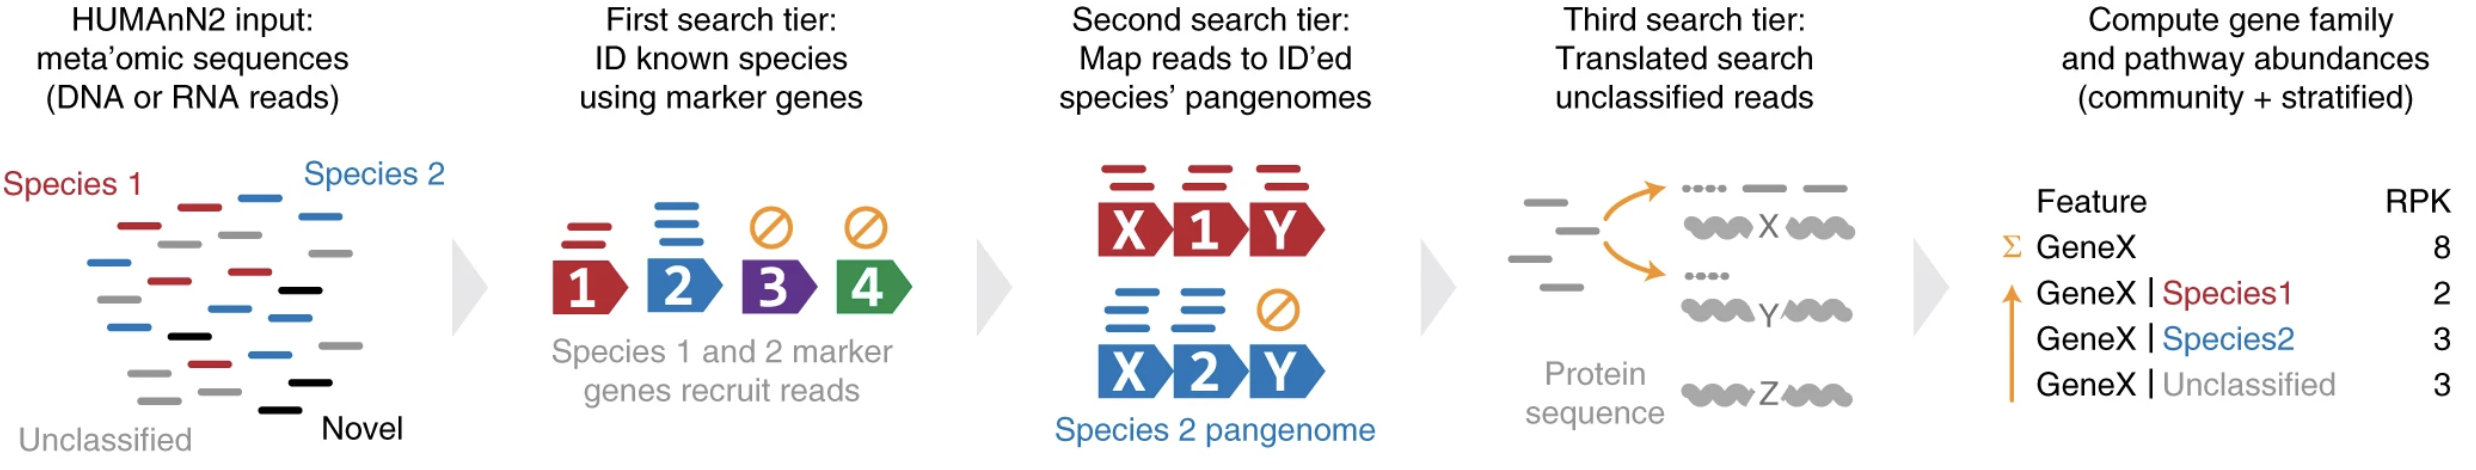 HUMAnN2 input:
meta'omic sequences
(DNA or RNA reads)
First search tier:
ID known species
using marker genes
Second search tier:
Map reads to ID'ed
species' pangenomes
Third search tier:
Translated search
unclassified reads
Compute gene family
and pathway abundances
(community + stratified)
Species 1
Species 2
Unclassified
Novel
1 2 3 4
Species 1 and 2 marker
genes recruit reads
X 1 Y
X 2 Y
Species 2 pangenome
X
Y
Z
Protein
sequence
Feature RPK
Σ GeneX 8
GeneX | Species1 2
GeneX | Species2 3
GeneX | Unclassified 3